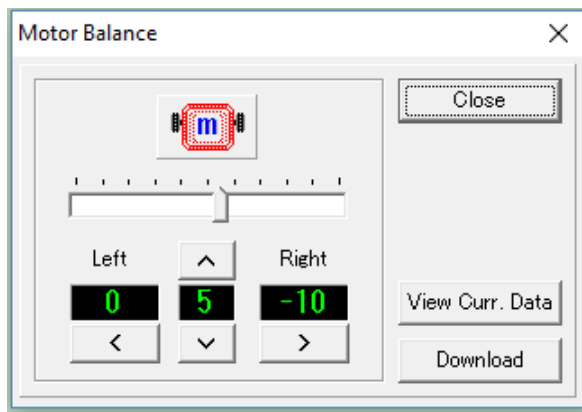 Motor Balance
Close
m
Left
Right
0
5
-10
View Curr. Data
Download